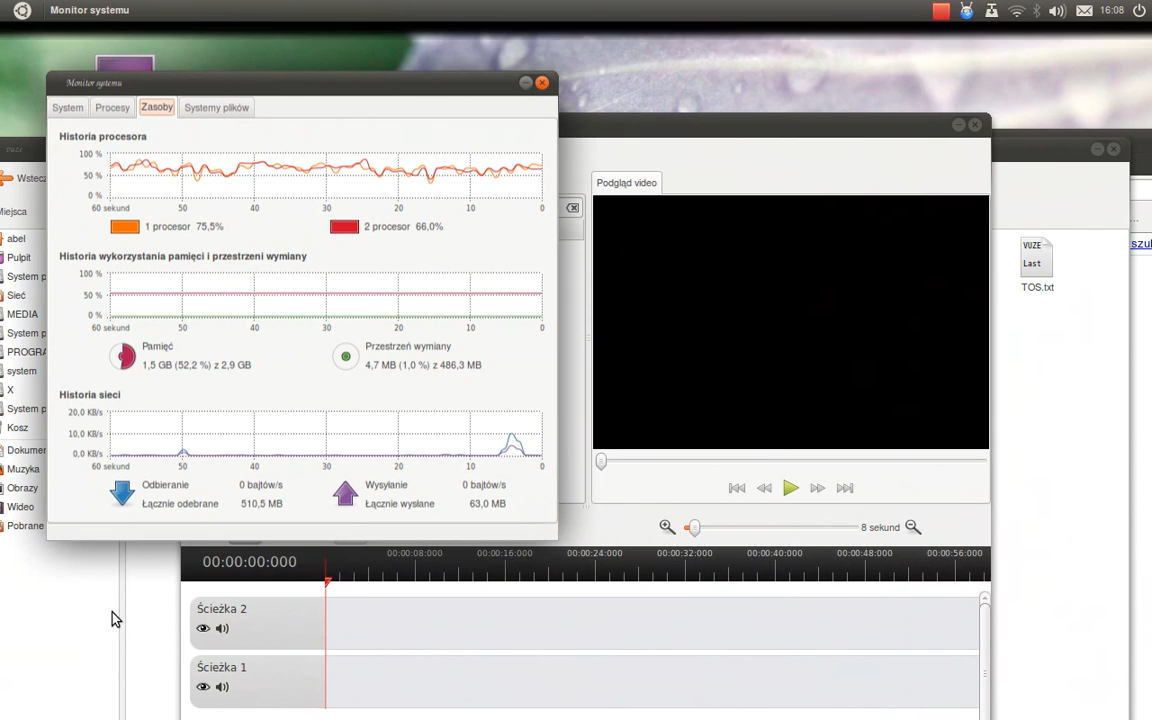 Monitor systemu
16:08
Monitor systemu
System Procesy Zasoby Systemy plików
Historia procesora
100 %
50 %
0 %
60 sekund 50 40 30 20 10 0
1 procesor 75,5% 2 procesor 66,0%
Historia wykorzystania pamięci i przestrzeni wymiany
100 %
50 %
0 %
60 sekund 50 40 30 20 10 0
Pamięć
1,5 GB (52,2 %) z 2,9 GB
Przestrzeń wymiany
4,7 MB (1,0 %) z 486,3 MB
Historia sieci
20,0 KB/s
10,0 KB/s
0,0 KB/s
60 sekund 50 40 30 20 10 0
Odbieranie 0 bajtów/s
Łącznie odebrane 510,5 MB
Wysyłanie 0 bajtów/s
Łącznie wysłane 63,0 MB
vuze
Wstecz
Miejsca
abel
Pulpit
System p
Sieć
MEDIA
System p
PROGRA
system
X
System p
Kosz
Dokumen
Muzyka
Obrazy
Wideo
Pobrane
Podgląd video
8 sekund
00:00:00:000
00:00:08:000 00:00:16:000 00:00:24:000 00:00:32:000 00:00:40:000 00:00:48:000 00:00:56:000
Ścieżka 2
Ścieżka 1
VUZE
Last
TOS.txt
...
szuk